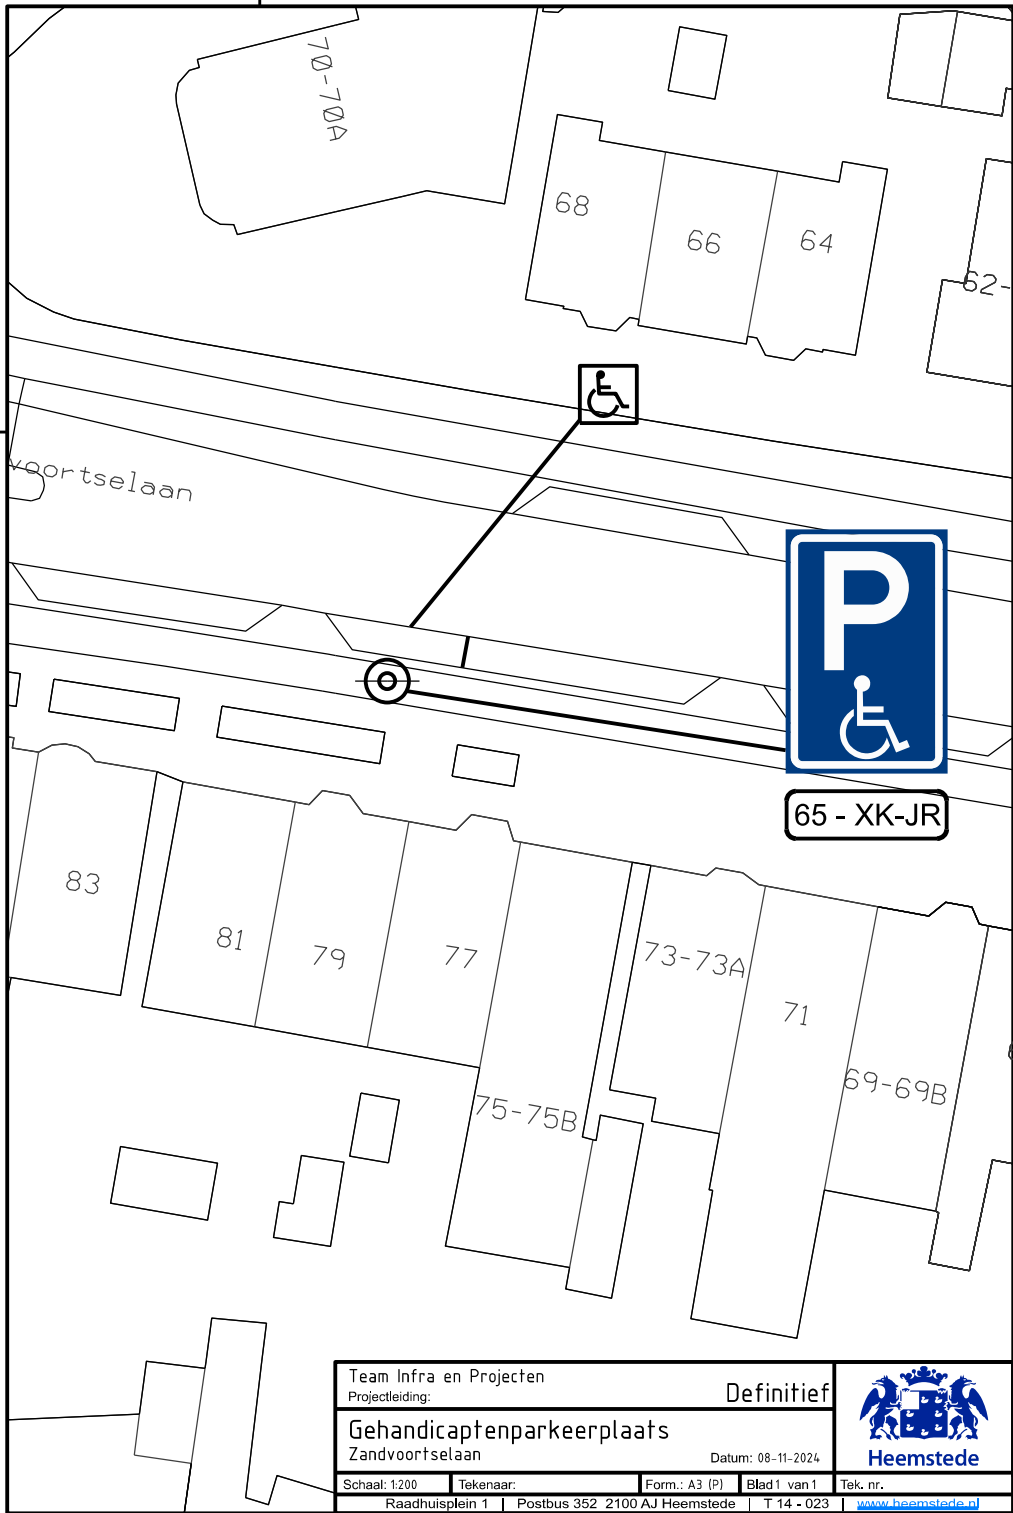 70-70A
68
66
64
62-
voortselaan
P
65 - XK-JR
83
81
79
77
73-73A
71
69-69B
75-75B
Team Infra en Projecten
Projectleiding:
Definitief
Gehandicaptenparkeerplaats
Zandvoortselaan
Datum: 08-11-2024
Heemstede
Schaal: 1:200
Tekenaar:
Form.: A3 (P)
Blad 1 van 1
Tek. nr.
Raadhuisplein 1 | Postbus 352 2100 AJ Heemstede | T 14 - 023 | www.heemstede.nl